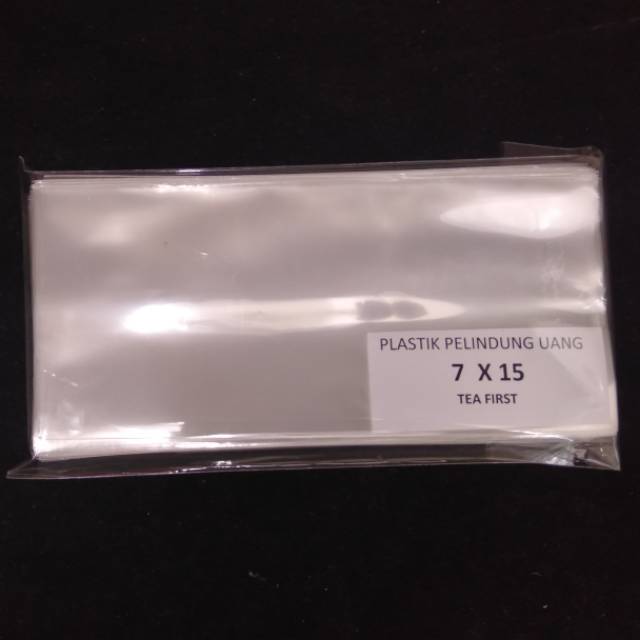 PLASTIK PELINDUNG UANG
7 X 15
TEA FIRST